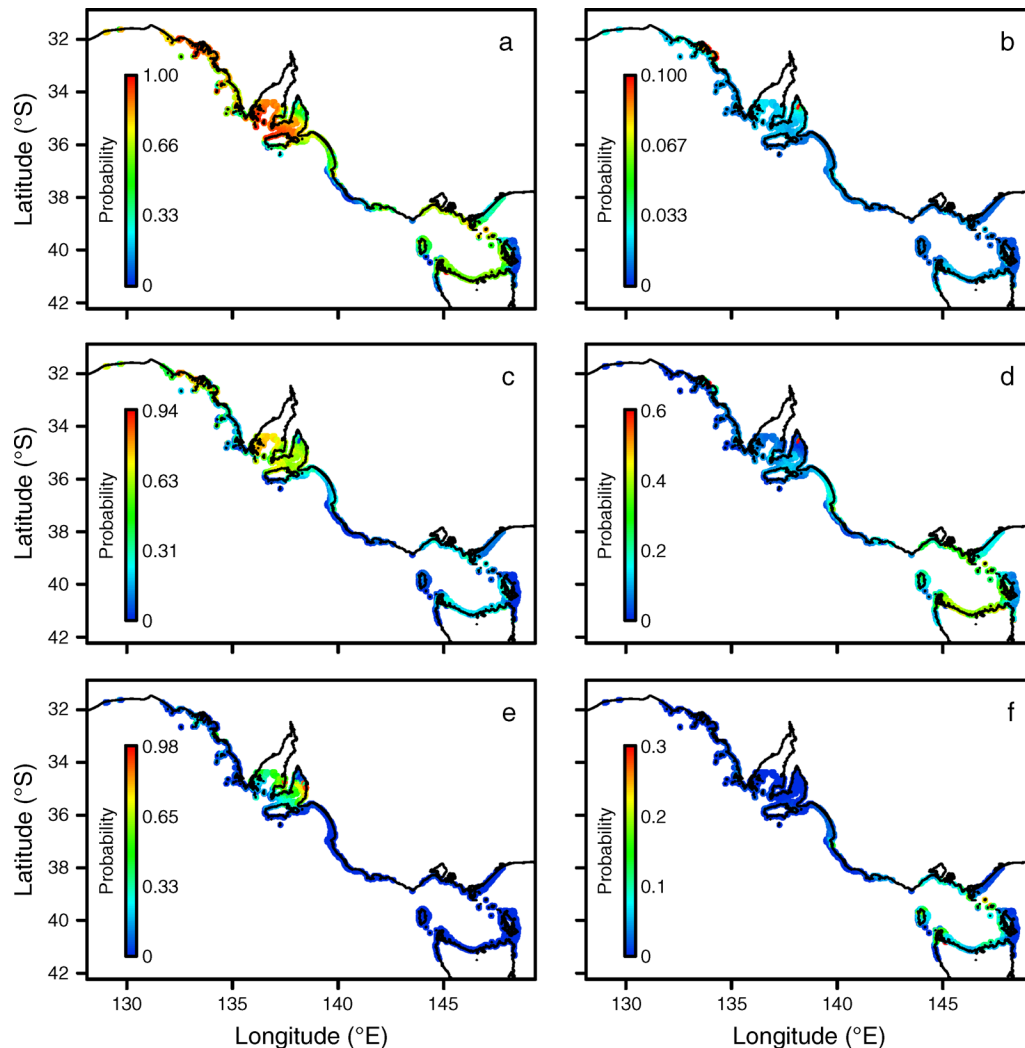 a
b
32
34
36
38
40
42
Latitude (°S)
Probability
1.00
0.66
0.33
0
Probability
0.100
0.067
0.033
0
c
d
32
34
36
38
40
42
Latitude (°S)
Probability
0.94
0.63
0.31
0
Probability
0.6
0.4
0.2
0
e
f
32
34
36
38
40
42
Latitude (°S)
Probability
0.98
0.65
0.33
0
Probability
0.3
0.2
0.1
0
130 135 140 145
130 135 140 145
Longitude (°E)
Longitude (°E)